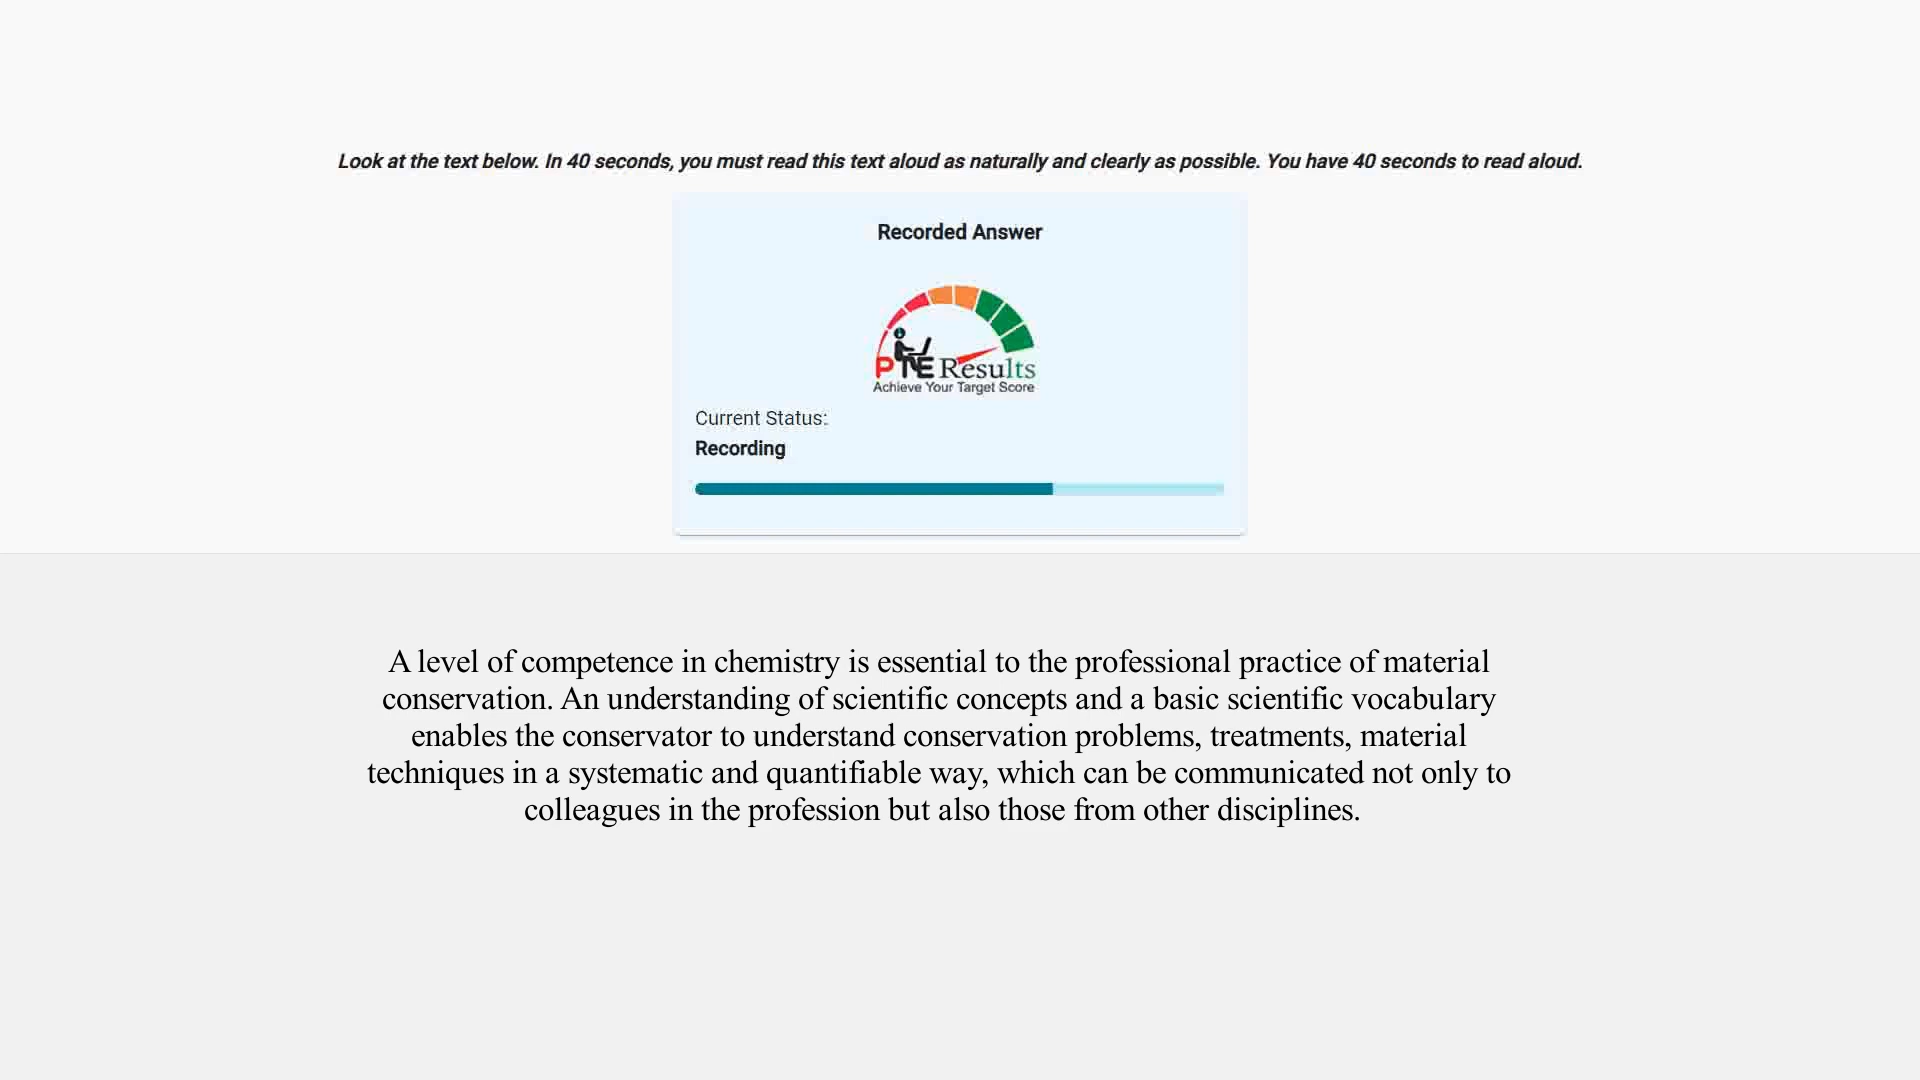 Look at the text below. In 40 seconds, you must read this text aloud as naturally and clearly as possible. You have 40 seconds to read aloud.
Recorded Answer
PTE Results
Achieve Your Target Score
Current Status:
Recording
A level of competence in chemistry is essential to the professional practice of material
conservation. An understanding of scientific concepts and a basic scientific vocabulary
enables the conservator to understand conservation problems, treatments, material
techniques in a systematic and quantifiable way, which can be communicated not only to
colleagues in the profession but also those from other disciplines.